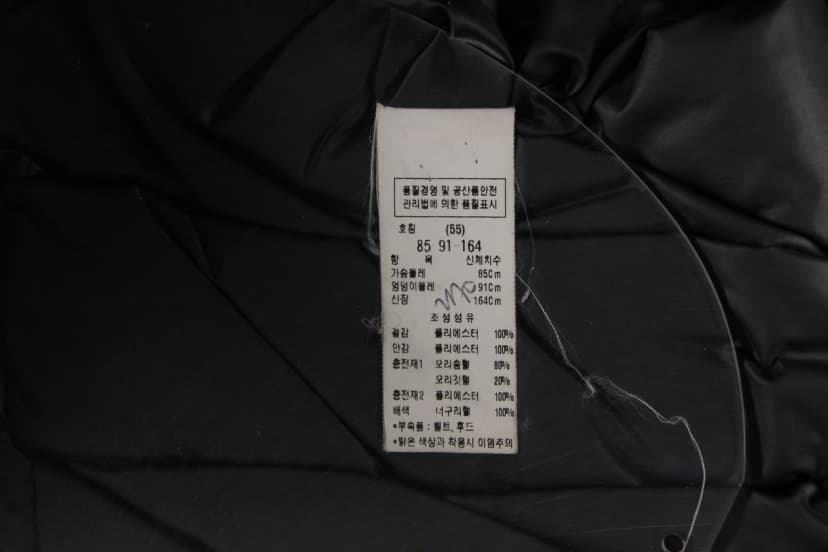 품질경영 및 공산품안전
관리법에 의한 품질표시
호칭 (55)
85 91-164
항 목 신체치수
가슴둘레 85Cm
엉덩이둘레 91Cm
신장 164Cm
조성섬유
겉감 폴리에스터 100%
안감 폴리에스터 100%
충전재1 오리솜털 80%
오리깃털 20%
충전재2 폴리에스터 100%
배색 너구리털 100%
*부속품 : 벨트, 후드
*밝은 색상과 착용시 이염주의